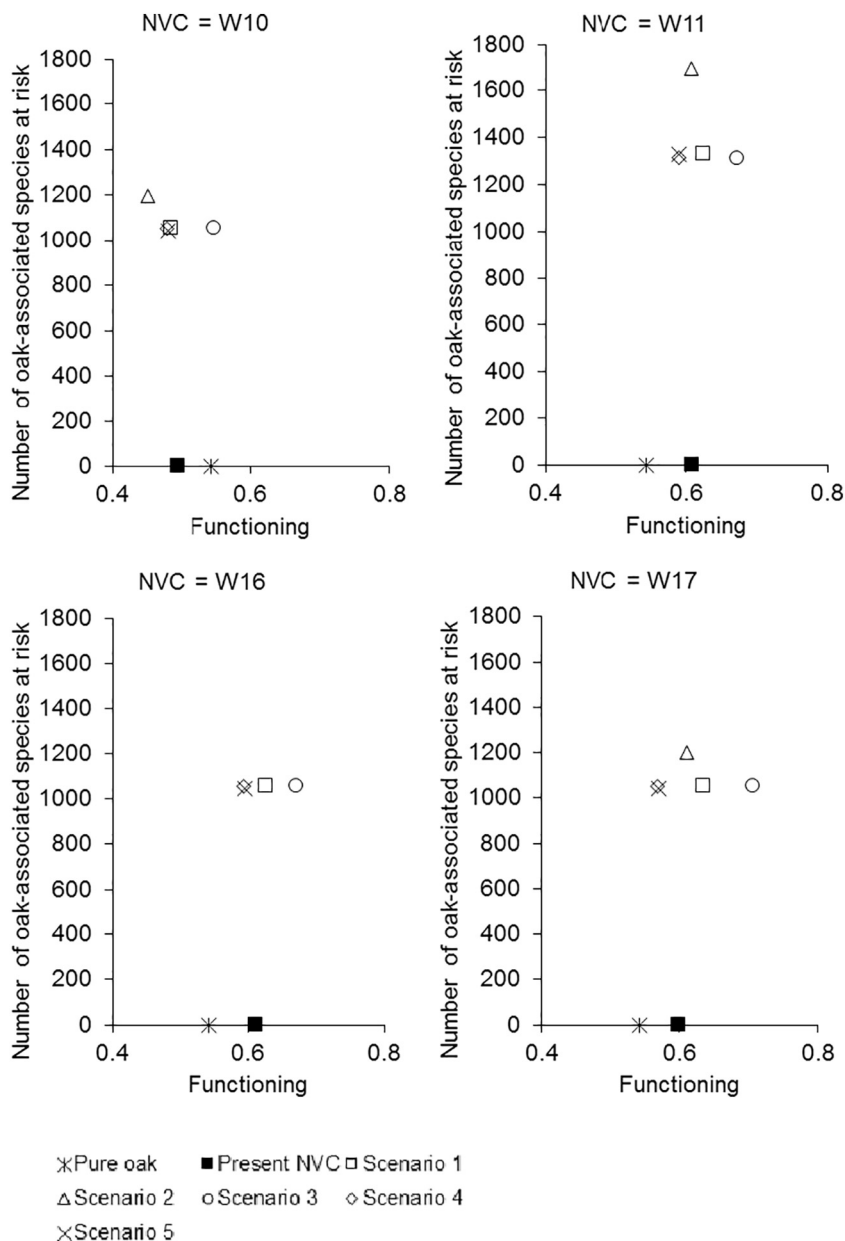 NVC = W10
Number of oak-associated species at risk
1800
1600
1400
1200
1000
800
600
400
200
0
0.4 0.6 0.8
Functioning
NVC = W11
Number of oak-associated species at risk
1800
1600
1400
1200
1000
800
600
400
200
0
0.4 0.6 0.8
Functioning
NVC = W16
Number of oak-associated species at risk
1800
1600
1400
1200
1000
800
600
400
200
0
0.4 0.6 0.8
Functioning
NVC = W17
Number of oak-associated species at risk
1800
1600
1400
1200
1000
800
600
400
200
0
0.4 0.6 0.8
Functioning
Pure oak Present NVC Scenario 1
Scenario 2 Scenario 3 Scenario 4
Scenario 5